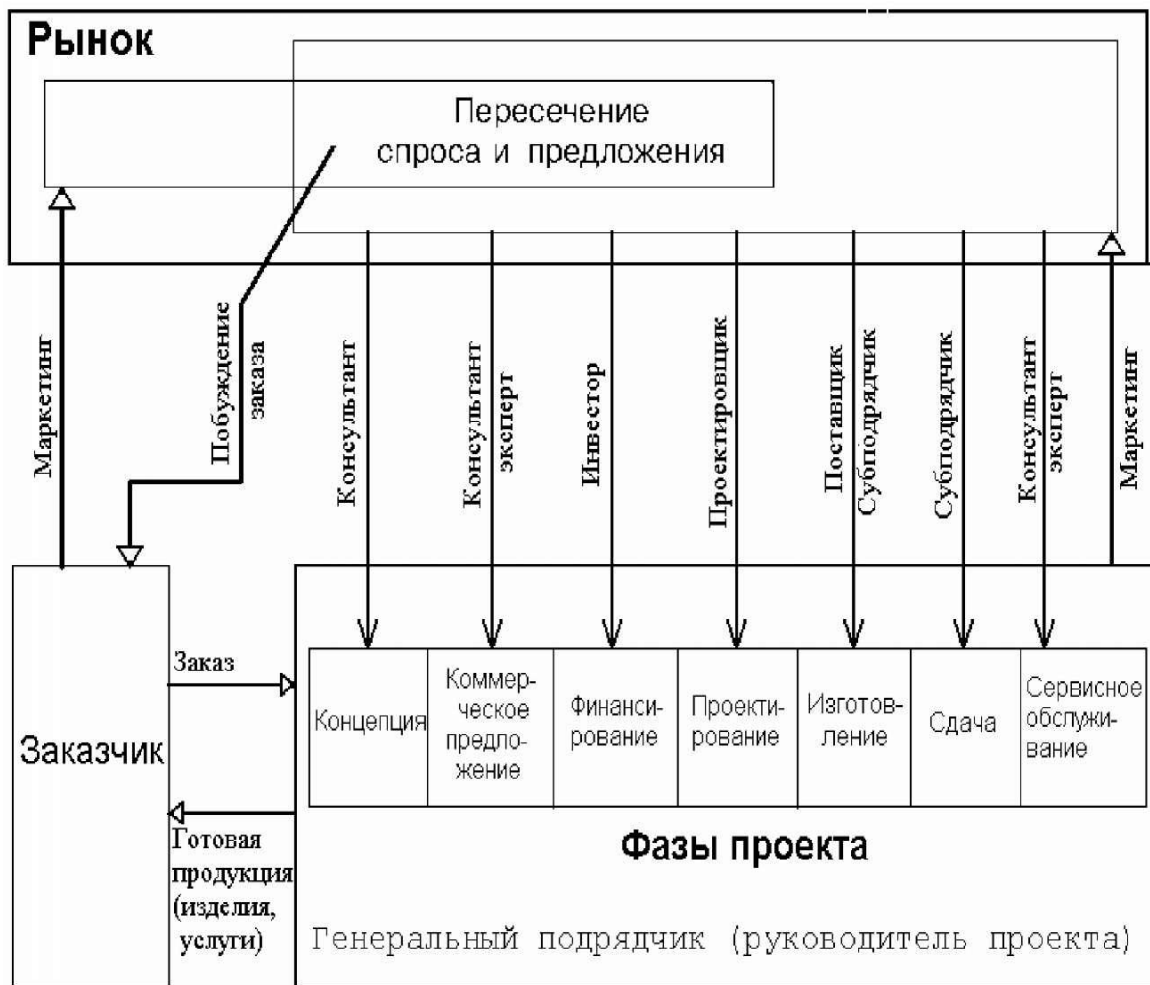 Рынок
Пересечение
спроса и предложения
Маркетинг
Побуждение
заказа
Консультант
Консультант
эксперт
Инвестор
Проектировщик
Поставщик
Субподрядчик
Субподрядчик
Консультант
эксперт
Маркетинг
Заказчик
Заказ
Готовая
продукция
(изделия,
услуги)
Концепция
Коммер-
ческое
предло-
жение
Финанси-
рование
Проекти-
рование
Изготов-
ление
Сдача
Сервисное
обслужи-
вание
Фазы проекта
Генеральный подрядчик (руководитель проекта)